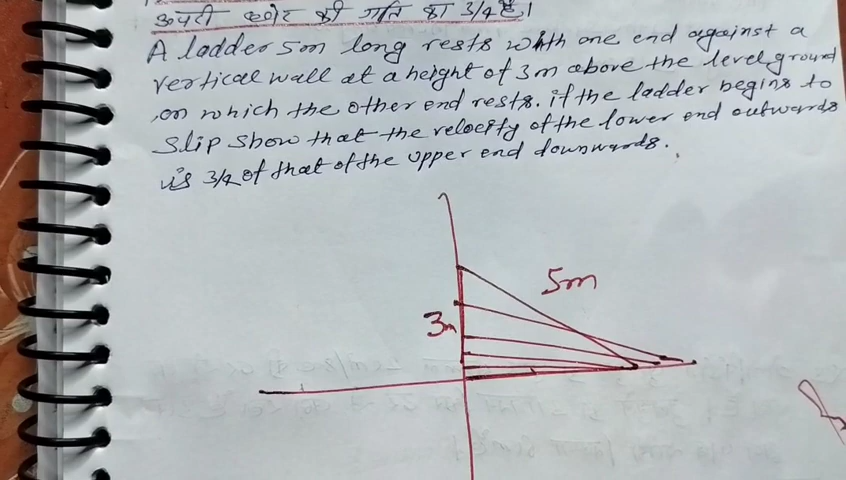 ऊपरी छोर की गति का 3/4 है।
A ladder 5m long rests with one end against a
vertical wall at a height of 3m above the level ground
on which the other end rests. if the ladder begins to
slip show that the velocity of the lower end outwards
is 3/4 of that of the upper end downwards.
5m
3m